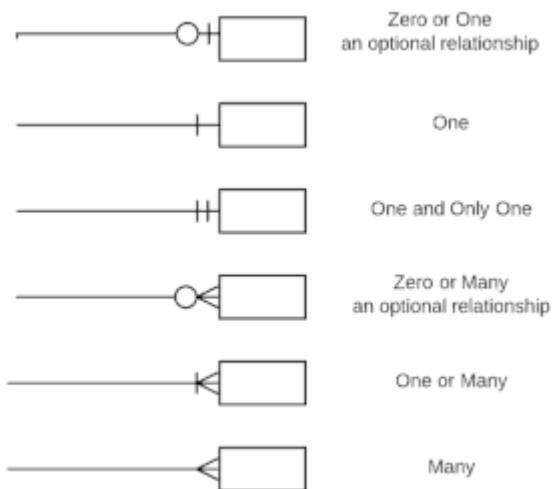 Zero or One
an optional relationship
One
One and Only One
Zero or Many
an optional relationship
One or Many
Many